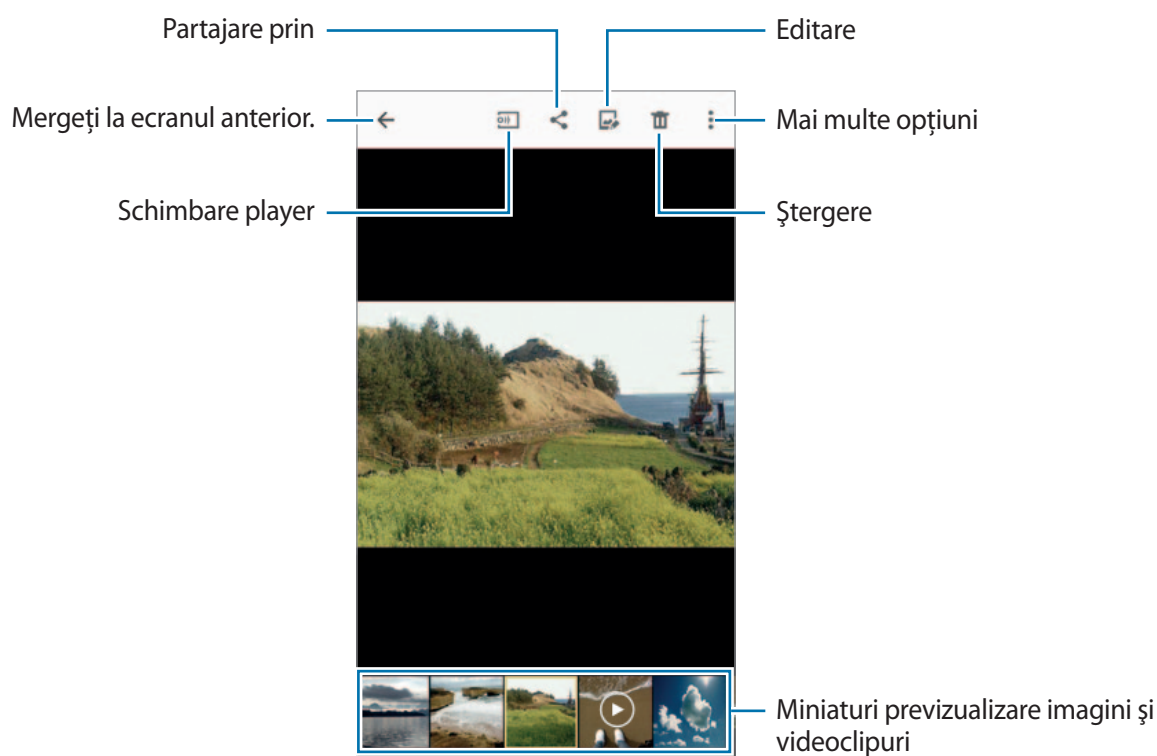 Partajare prin
Editare
Mergeți la ecranul anterior.
Mai multe opțiuni
Schimbare player
Ştergere
Miniaturi previzualizare imagini şi
videoclipuri